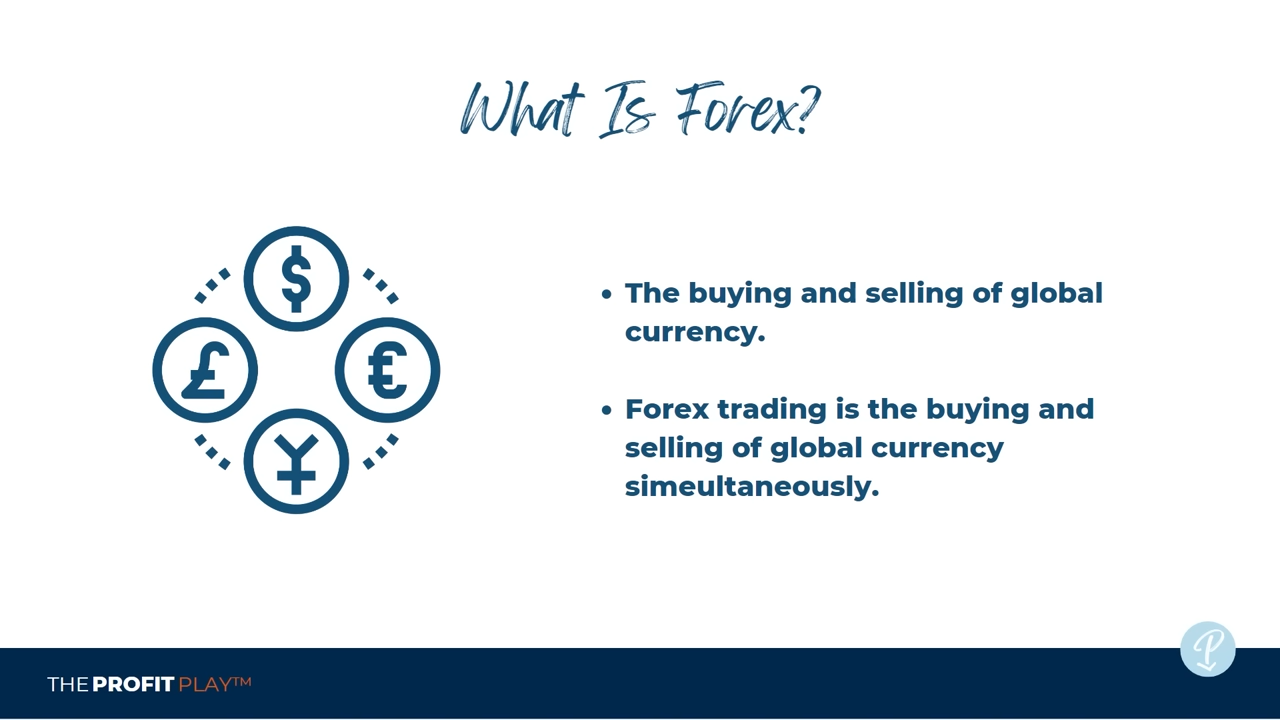 What Is Forex?
$
£
€
¥
• The buying and selling of global
currency.
• Forex trading is the buying and
selling of global currency
simeultaneously.
P
THE PROFIT PLAY™